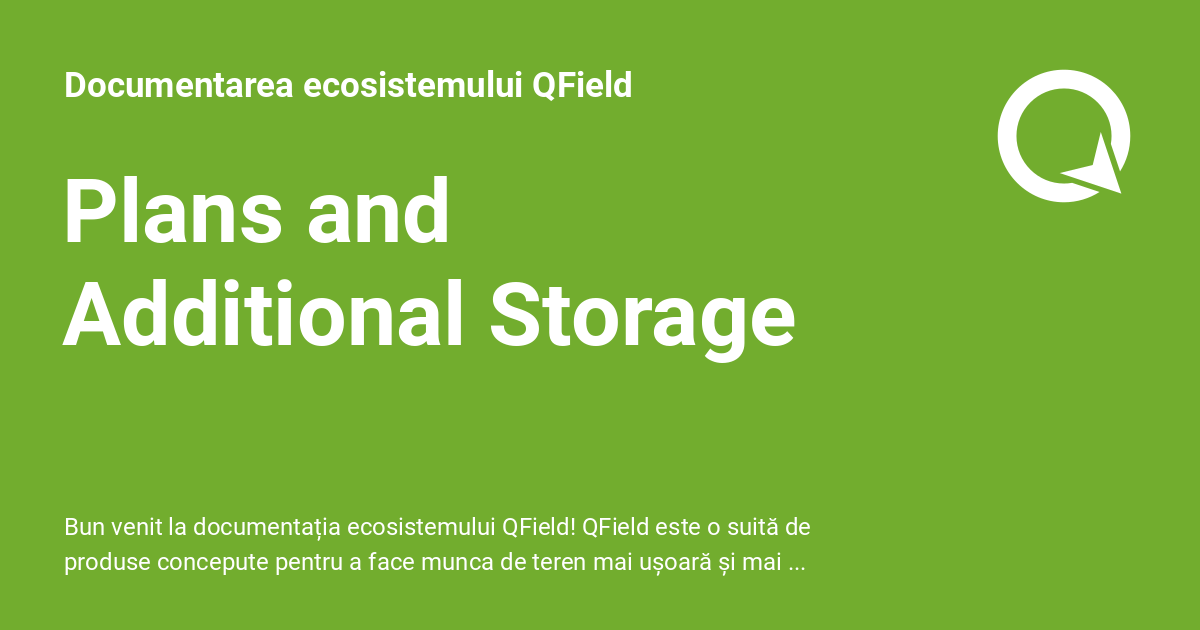 Documentarea ecosistemului QField
Plans and
Additional Storage
Bun venit la documentația ecosistemului QField! QField este o suită de
produse concepute pentru a face munca de teren mai ușoară și mai ...